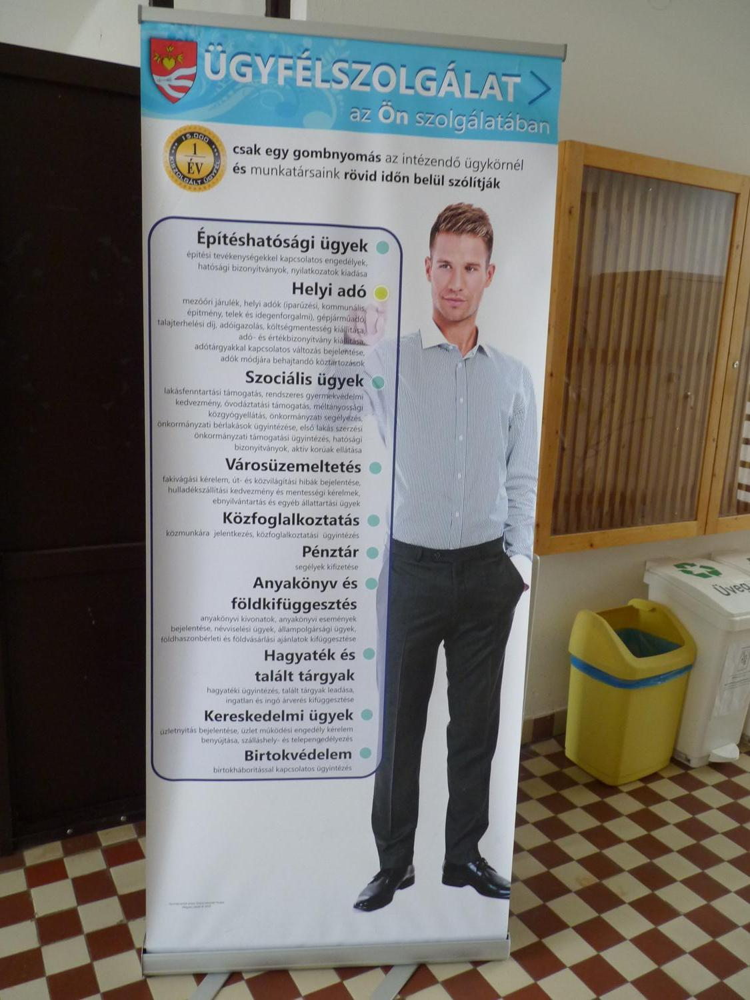 ÜGYFÉLSZOLGÁLAT
az Ön szolgálatában
15.000
1
ÉV
KISZOLGÁLT ÜGYFÉL
csak egy gombnyomás az intézendő ügykörnél
és munkatársaink rövid időn belül szólítják
Építéshatósági ügyek
építési tevékenységekkel kapcsolatos engedélyek,
hatósági bizonyítványok, nyilatkozatok kiadása
Helyi adó
mezőőri járulék, helyi adók (iparűzési, kommunális,
építmény, telek és idegenforgalmi), gépjárműadó,
talajterhelési díj, adóigazolás, költségmentesség kiállítása,
adó- és értékbizonyítvány kiállítása,
adótárgyakkal kapcsolatos változás bejelentése,
adók módjára behajtandó köztartozások
Szociális ügyek
lakásfenntartási támogatás, rendszeres gyermekvédelmi
kedvezmény, óvodáztatási támogatás, méltányossági
közgyógyellátás, önkormányzati segélyezés,
önkormányzati bérlakások ügyintézése, első lakás szerzési
önkormányzati támogatási ügyintézés, hatósági
bizonyítványok, aktív korúak ellátása
Városüzemeltetés
fakivágási kérelem, út- és közvilágítási hibák bejelentése,
hulladékszállítási kedvezmény és mentességi kérelmek,
ebnyilvántartás és egyéb állattartási ügyek
Közfoglalkoztatás
közmunkára jelentkezés, közfoglalkoztatási ügyintézés
Pénztár
segélyek kifizetése
Anyakönyv és
földkifüggesztés
anyakönyvi kivonatok, anyakönyvi események
bejelentése, névviselési ügyek, állampolgársági ügyek,
földhaszonbérleti és földvásárlási ajánlatok kifüggesztése
Hagyaték és
talált tárgyak
hagyatéki ügyintézés, talált tárgyak leadása,
ingatlan és ingó árverés kifüggesztése
Kereskedelmi ügyek
üzletnyitás bejelentése, üzlet működési engedély kérelem
benyújtása, szálláshely- és telepengedélyezés
Birtokvédelem
birtokháborítással kapcsolatos ügyintézés
Üveg